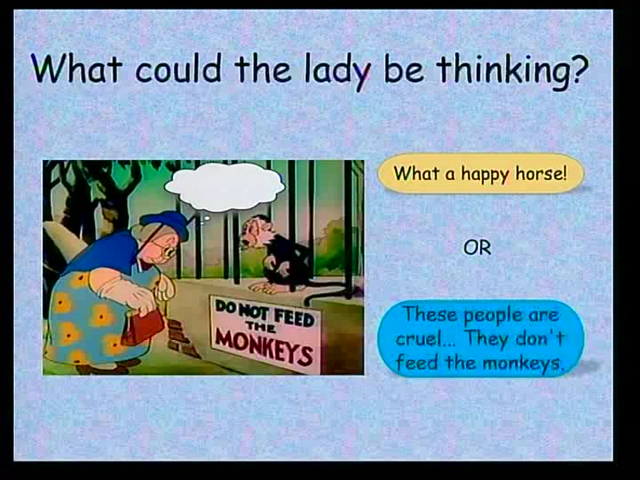 What could the lady be thinking?
What a happy horse!
OR
DO NOT FEED
THE
MONKEYS
These people are
cruel... They don't
feed the monkeys.